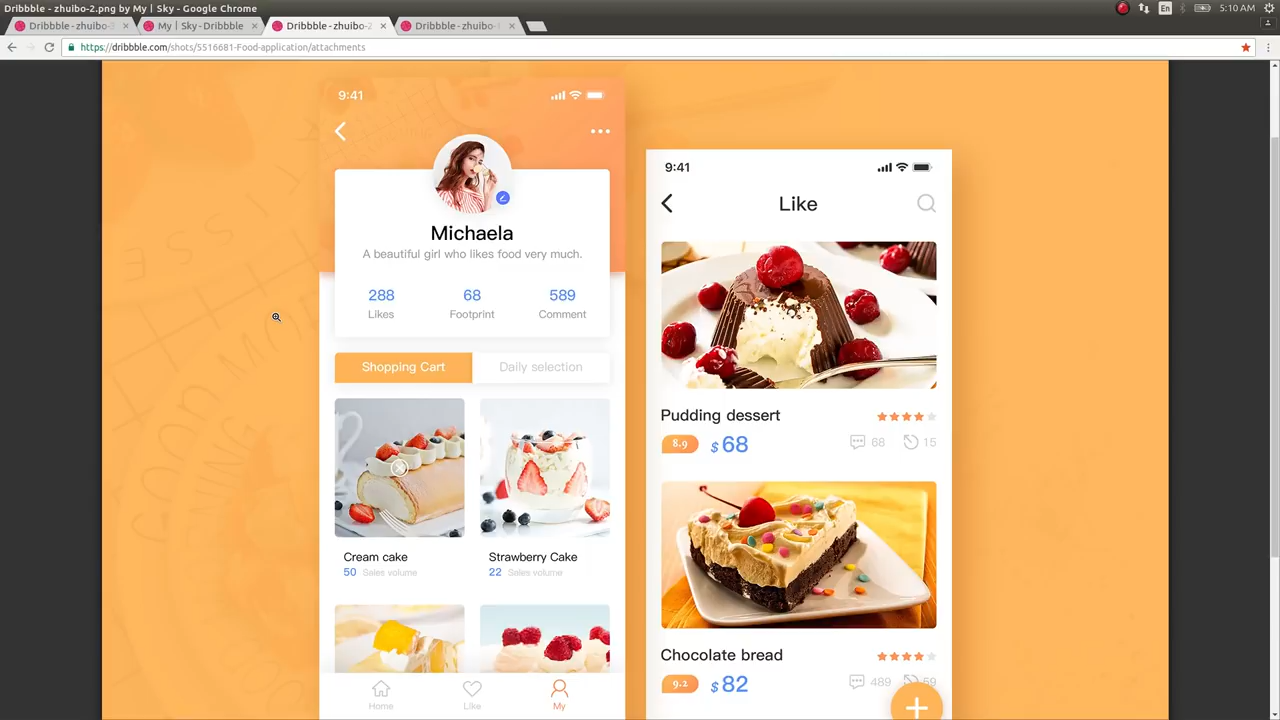 Dribbble - zhuibo-2.png by My | Sky - Google Chrome
En
5:10 AM
Dribbble - zhuibo-
My | Sky - Dribbble
Dribbble - zhuibo-2
Dribbble - zhuibo-
https://dribbble.com/shots/5516681-Food-application/attachments
9:41
Michaela
A beautiful girl who likes food very much.
288
68
589
Likes
Footprint
Comment
Shopping Cart
Daily selection
Cream cake
Strawberry Cake
50 Sales volume
22 Sales volume
Home
Like
My
9:41
Like
Pudding dessert
8.9
$ 68
68
15
Chocolate bread
9.2
$ 82
489
59